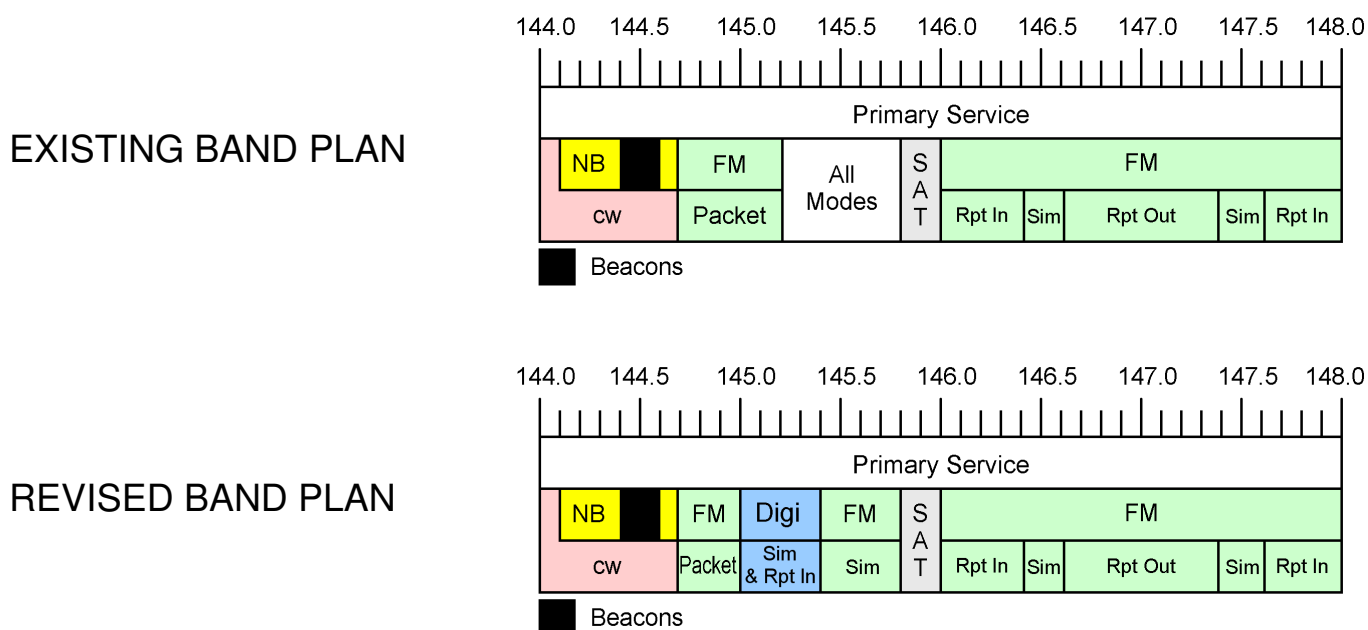 144.0 144.5 145.0 145.5 146.0 146.5 147.0 147.5 148.0
Primary Service
EXISTING BAND PLAN
NB FM All Modes SAT FM
cw Packet Rpt In Sim Rpt Out Sim Rpt In
Beacons
144.0 144.5 145.0 145.5 146.0 146.5 147.0 147.5 148.0
Primary Service
REVISED BAND PLAN
NB FM Digi FM SAT FM
cw Packet Sim & Rpt In Sim Rpt In Sim Rpt Out Sim Rpt In
Beacons